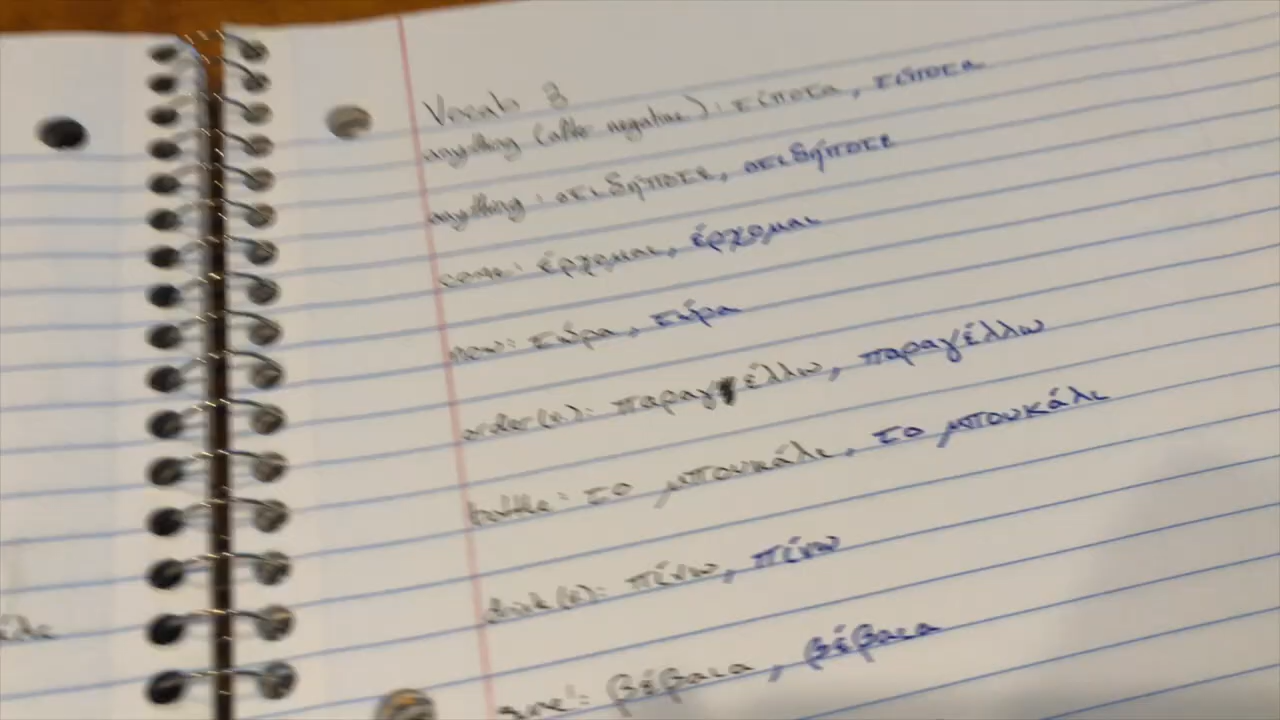 Vocab 8
anything (after negative): τίποτα, τίποτα
anything: οτιδήποτε, οτιδήποτε
come: έρχομαι, έρχομαι
now: τώρα, τώρα
order(v): παραγγέλλω, παραγγέλλω
bottle: το μπουκάλι, το μπουκάλι
drink(v): πίνω, πίνω
βέβαια, βέβαια